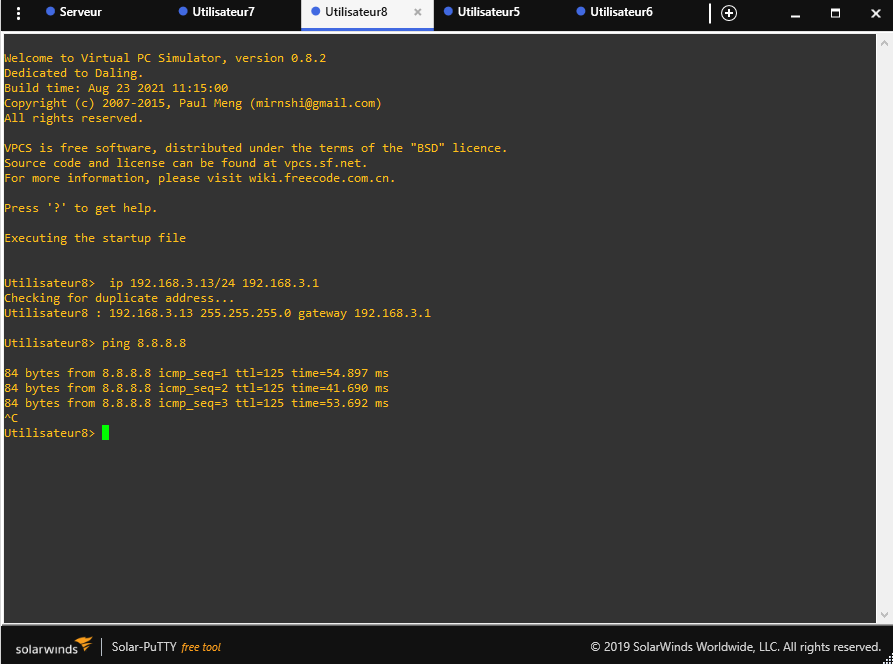 Serveur Utilisateur7 Utilisateur8 Utilisateur5 Utilisateur6
Welcome to Virtual PC Simulator, version 0.8.2
Dedicated to Daling.
Build time: Aug 23 2021 11:15:00
Copyright (c) 2007-2015, Paul Meng (mirnshi@gmail.com)
All rights reserved.
VPCS is free software, distributed under the terms of the "BSD" licence.
Source code and license can be found at vpcs.sf.net.
For more information, please visit wiki.freecode.com.cn.
Press '?' to get help.
Executing the startup file
Utilisateur8>  ip 192.168.3.13/24 192.168.3.1
Checking for duplicate address...
Utilisateur8 : 192.168.3.13 255.255.255.0 gateway 192.168.3.1
Utilisateur8> ping 8.8.8.8
84 bytes from 8.8.8.8 icmp_seq=1 ttl=125 time=54.897 ms
84 bytes from 8.8.8.8 icmp_seq=2 ttl=125 time=41.690 ms
84 bytes from 8.8.8.8 icmp_seq=3 ttl=125 time=53.692 ms
^C
Utilisateur8>
solarwinds Solar-PuTTY free tool © 2019 SolarWinds Worldwide, LLC. All rights reserved.